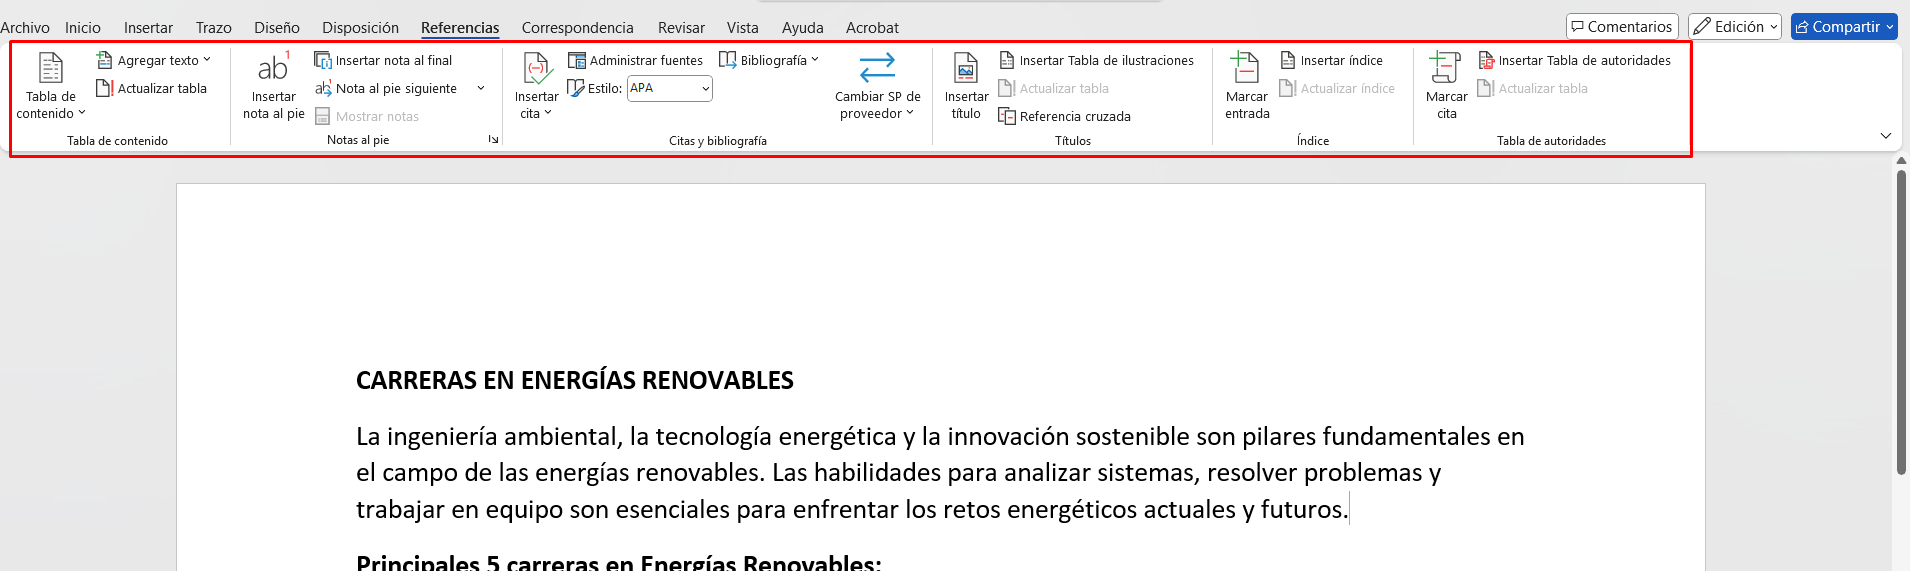 Archivo Inicio Insertar Trazo Diseño Disposición Referencias Correspondencia Revisar Vista Ayuda Acrobat Comentarios Edición Compartir
Tabla de contenido
Agregar texto
Actualizar tabla
Tabla de contenido
ab1
Insertar nota al pie
Insertar nota al final
ab Nota al pie siguiente
Mostrar notas
Notas al pie
Insertar cita
Administrar fuentes
Estilo: APA
Bibliografía
Cambiar SP de proveedor
Citas y bibliografía
Insertar título
Insertar Tabla de ilustraciones
Actualizar tabla
Referencia cruzada
Títulos
Marcar entrada
Insertar índice
Actualizar índice
Índice
Marcar cita
Insertar Tabla de autoridades
Actualizar tabla
Tabla de autoridades
CARRERAS EN ENERGÍAS RENOVABLES
La ingeniería ambiental, la tecnología energética y la innovación sostenible son pilares fundamentales en
el campo de las energías renovables. Las habilidades para analizar sistemas, resolver problemas y
trabajar en equipo son esenciales para enfrentar los retos energéticos actuales y futuros.
Principales 5 carreras en Energías Renovables: